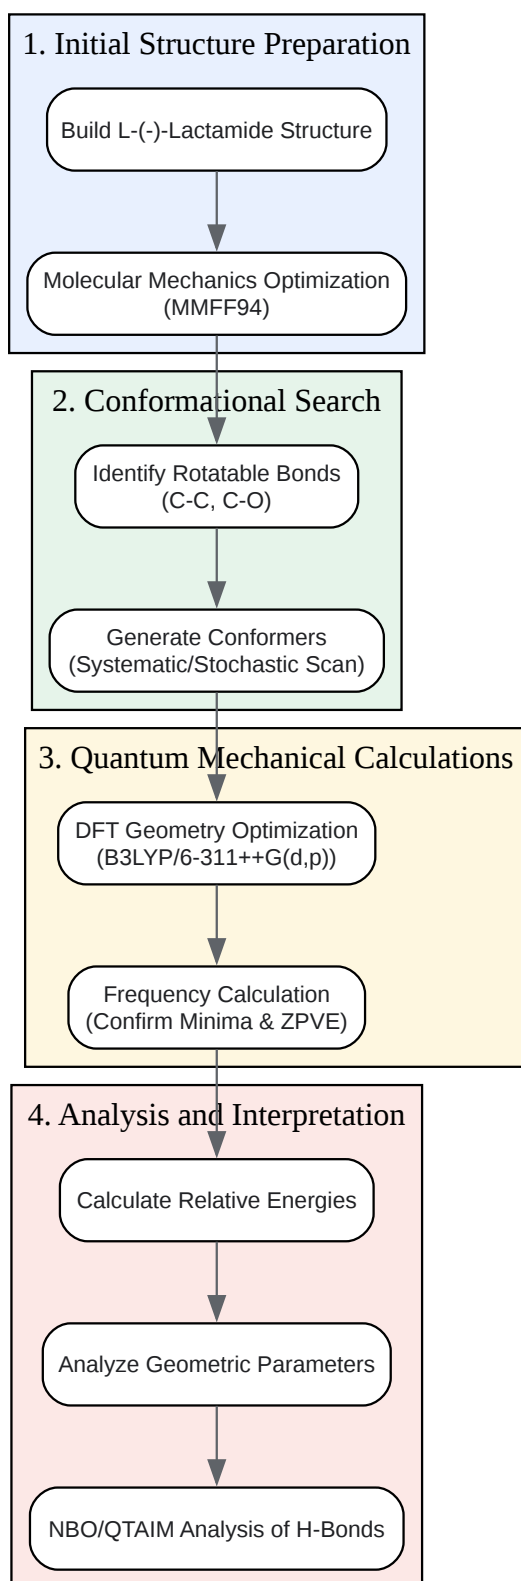 1. Initial Structure Preparation
Build L-(-)-Lactamide Structure
Molecular Mechanics Optimization
(MMFF94)
2. Conformational Search
Identify Rotatable Bonds
(C-C, C-O)
Generate Conformers
(Systematic/Stochastic Scan)
3. Quantum Mechanical Calculations
DFT Geometry Optimization
(B3LYP/6-311++G(d,p))
Frequency Calculation
(Confirm Minima & ZPVE)
4. Analysis and Interpretation
Calculate Relative Energies
Analyze Geometric Parameters
NBO/QTAIM Analysis of H-Bonds